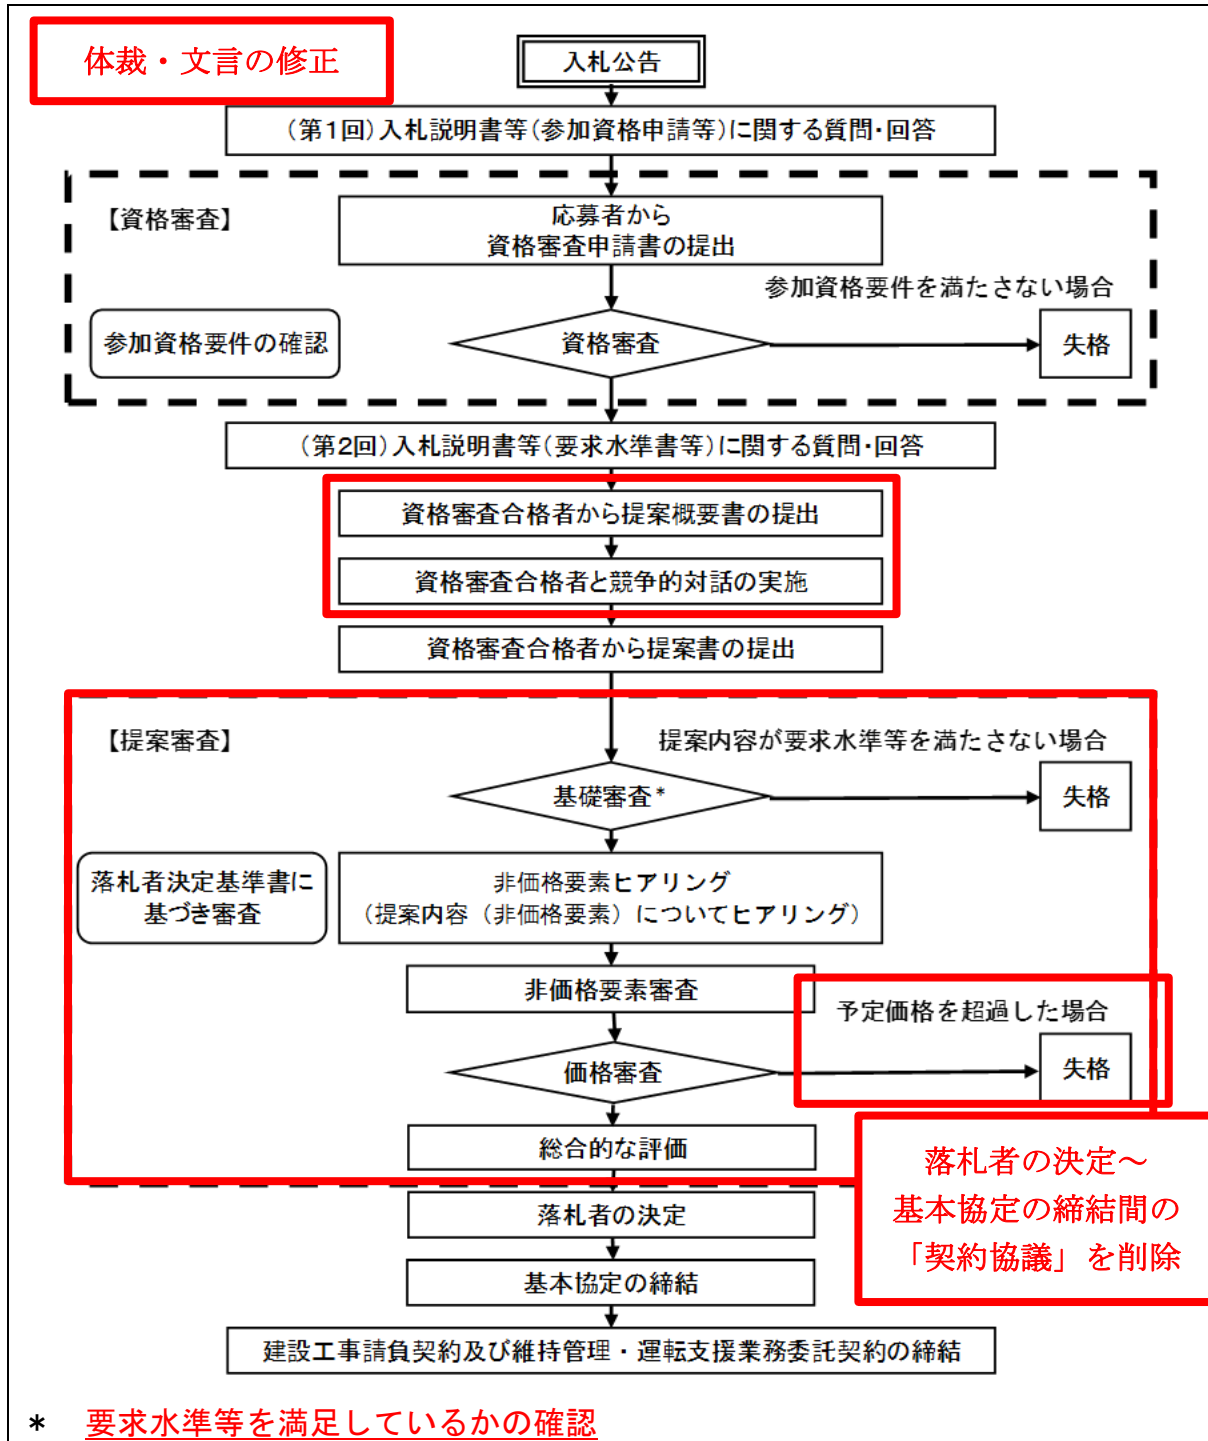 体裁・文言の修正
入札公告
（第1回）入札説明書等（参加資格申請等）に関する質問・回答
【資格審査】
応募者から
資格審査申請書の提出
参加資格要件を満たさない場合
参加資格要件の確認
資格審査
失格
（第2回）入札説明書等（要求水準書等）に関する質問・回答
資格審査合格者から提案概要書の提出
資格審査合格者と競争的対話の実施
資格審査合格者から提案書の提出
【提案審査】
提案内容が要求水準等を満たさない場合
基礎審査*
失格
落札者決定基準書に
基づき審査
非価格要素ヒアリング
（提案内容（非価格要素）についてヒアリング）
非価格要素審査
予定価格を超過した場合
価格審査
失格
総合的な評価
落札者の決定～
基本協定の締結間の
「契約協議」を削除
落札者の決定
基本協定の締結
建設工事請負契約及び維持管理・運転支援業務委託契約の締結
* 要求水準等を満足しているかの確認